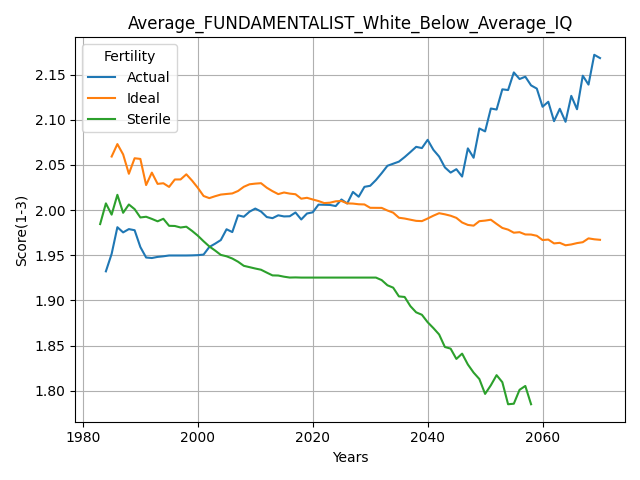 Average_FUNDAMENTALIST_White_Below_Average_IQ
Fertility
Actual
Ideal
Sterile
Score(1-3)
2.15
2.10
2.05
2.00
1.95
1.90
1.85
1.80
1980
2000
2020
2040
2060
Years